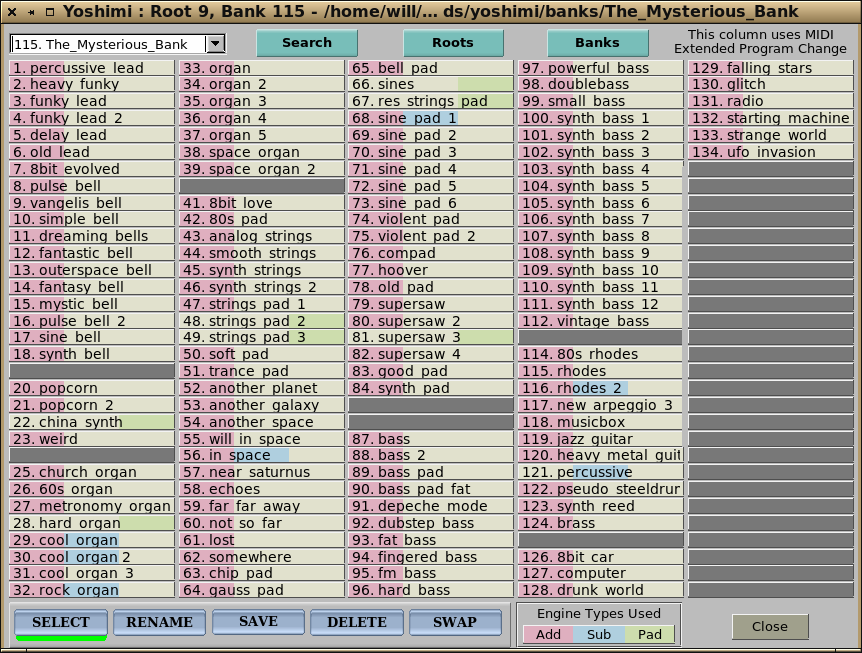 Yoshimi : Root 9, Bank 115 - /home/will/... ds/yoshimi/banks/The_Mysterious_Bank
115. The_Mysterious_Bank
Search
Roots
Banks
This column uses MIDI
Extended Program Change
1. percussive lead
2. heavy funky
3. funky lead
4. funky lead 2
5. delay lead
6. old lead
7. 8bit evolved
8. pulse bell
9. vangelis bell
10. simple bell
11. dreaming bells
12. fantastic bell
13. outerspace bell
14. fantasy bell
15. mystic bell
16. pulse bell 2
17. sine bell
18. synth bell
20. popcorn
21. popcorn 2
22. china synth
23. weird
25. church organ
26. 60s organ
27. metronomy organ
28. hard organ
29. cool organ
30. cool organ 2
31. cool organ 3
32. rock organ
33. organ
34. organ 2
35. organ 3
36. organ 4
37. organ 5
38. space organ
39. space organ 2
41. 8bit love
42. 80s pad
43. analog strings
44. smooth strings
45. synth strings
46. synth strings 2
47. strings pad 1
48. strings pad 2
49. strings pad 3
50. soft pad
51. trance pad
52. another planet
53. another galaxy
54. another space
55. will in space
56. in space
57. near saturnus
58. echoes
59. far far away
60. not so far
61. lost
62. somewhere
63. chip pad
64. gauss pad
65. bell pad
66. sines
67. res strings pad
68. sine pad 1
69. sine pad 2
70. sine pad 3
71. sine pad 4
72. sine pad 5
73. sine pad 6
74. violent pad
75. violent pad 2
76. compad
77. hoover
78. old pad
79. supersaw
80. supersaw 2
81. supersaw 3
82. supersaw 4
83. good pad
84. synth pad
87. bass
88. bass 2
89. bass pad
90. bass pad fat
91. depeche mode
92. dubstep bass
93. fat bass
94. fingered bass
95. fm bass
96. hard bass
97. powerful bass
98. doublebass
99. small bass
100. synth bass 1
101. synth bass 2
102. synth bass 3
103. synth bass 4
104. synth bass 5
105. synth bass 6
106. synth bass 7
107. synth bass 8
108. synth bass 9
109. synth bass 10
110. synth bass 11
111. synth bass 12
112. vintage bass
114. 80s rhodes
115. rhodes
116. rhodes 2
117. new arpeggio 3
118. musicbox
119. jazz guitar
120. heavy metal guit
121. percussive
122. pseudo steeldrur
123. synth reed
124. brass
126. 8bit car
127. computer
128. drunk world
129. falling stars
130. glitch
131. radio
132. starting machine
133. strange world
134. ufo invasion
SELECT
RENAME
SAVE
DELETE
SWAP
Engine Types Used
Add
Sub
Pad
Close